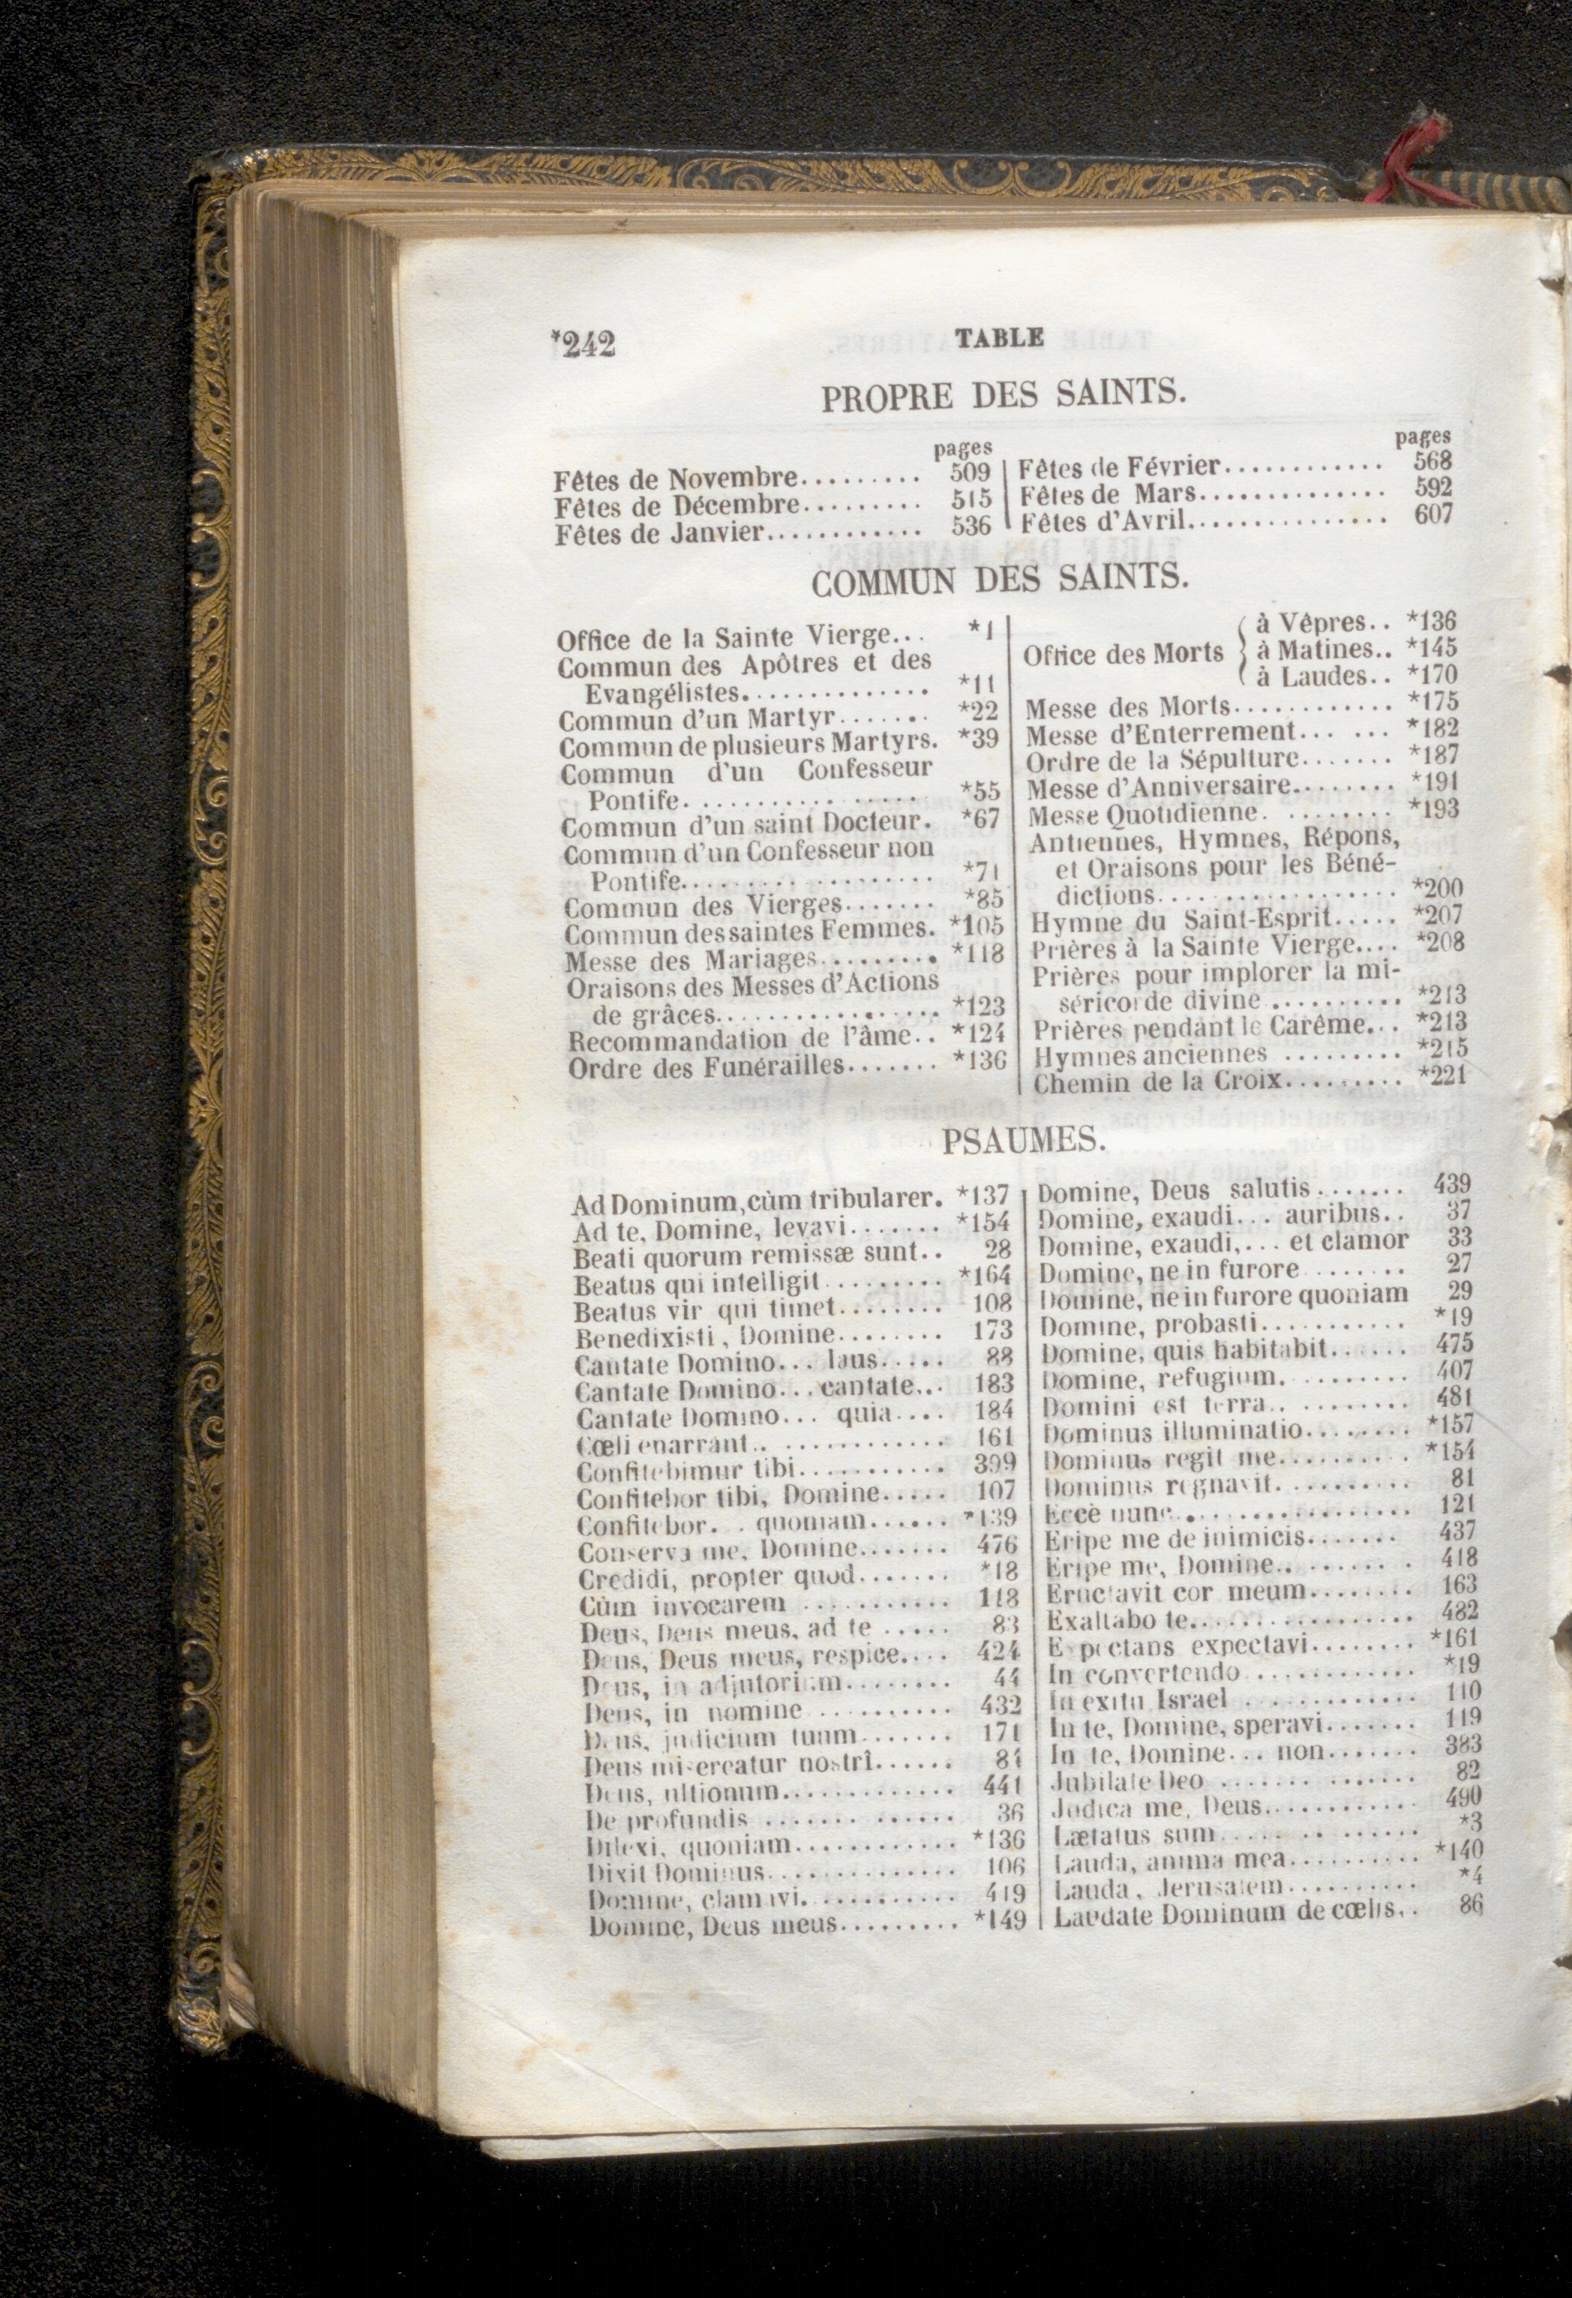 *242
TABLE
PROPRE DES SAINTS.
pages
Fêtes de Novembre......... 509
Fêtes de Décembre......... 515
Fêtes de Janvier............ 536
pages
Fêtes de Février............ 568
Fêtes de Mars.............. 592
Fêtes d'Avril............... 607
COMMUN DES SAINTS.
Office de la Sainte Vierge... *1
Commun des Apôtres et des
Evangélistes.............. *11
Commun d'un Martyr....... *22
Commun de plusieurs Martyrs. *39
Commun d'un Confesseur
Pontife................. *55
Commun d'un saint Docteur. *67
Commun d'un Confesseur non
Pontife................... *71
Commun des Vierges....... *85
Commun des saintes Femmes. *105
Messe des Mariages......... *118
Oraisons des Messes d'Actions
de grâces................. *123
Recommandation de l'âme.. *124
Ordre des Funérailles....... *136
à Vêpres.. *136
Office des Morts { à Matines.. *145
à Laudes.. *170
Messe des Morts............ *175
Messe d'Enterrement... ... *182
Ordre de la Sépulture....... *187
Messe d'Anniversaire........ *191
Messe Quotidienne. ........ *193
Antiennes, Hymnes, Répons,
et Oraisons pour les Béné-
dictions.................. *200
Hymne du Saint-Esprit..... *207
Prières à la Sainte Vierge.... *208
Prières pour implorer la mi-
séricorde divine .......... *213
Prières pendant le Carême... *213
Hymnes anciennes ......... *215
Chemin de la Croix.......... *221
PSAUMES.
Ad Dominum, cùm tribularer. *137
Ad te, Domine, levavi....... *154
Beati quorum remissæ sunt.. 28
Beatus qui intelligit.......... *164
Beatus vir qui timet........ 108
Benedixisti, Domine........ 173
Cantate Domino... laus..... 88
Cantate Domino... cantate... 183
Cantate Domino... quia.... 184
Cœli enarrant.. ............ 161
Confitebimur tibi........... 399
Confitebor tibi, Domine..... 107
Confitebor. . . quoniam...... *139
Conserva me, Domine....... 476
Credidi, propter quod....... *18
Cùm invocarem ........... 118
Deus, Deus meus, ad te ..... 83
Deus, Deus meus, respice.... 424
Deus, in adjutorium........ 44
Deus, in nomine .......... 432
Deus, judicium tuum....... 171
Deus misereatur nostrî...... 84
Deus, ultionum............. 441
De profundis ............. 36
Dilexi, quoniam............ *136
Dixit Dominus.............. 106
Domine, clamavi........... 419
Domine, Deus meus......... *149
Domine, Deus salutis....... 439
Domine, exaudi... auribus.. 37
Domine, exaudi,... et clamor 33
Domine, ne in furore ....... 27
Domine, ne in furore quoniam 29
Domine, probasti........... *19
Domine, quis habitabit...... 475
Domine, refugium. ......... 407
Domini est terra.. ........ 481
Dominus illuminatio........ *157
Dominus regit me.......... *154
Dominus regnavit.......... 81
Eccè nunc................. 121
Eripe me de inimicis....... 437
Eripe me, Domine.. ....... 418
Eructavit cor meum........ 163
Exaltabo te................. 482
Expectans expectavi........ *161
In convertendo ............ *19
In exitu Israel ............ 110
In te, Domine, speravi....... 119
In te, Domine... non....... 383
Jubilate Deo .............. 82
Judica me, Deus............ 490
Lætatus sum............... *3
Lauda, anima mea.......... *140
Lauda, Jerusalem.......... *4
Laudate Dominum de cœlis.. 86